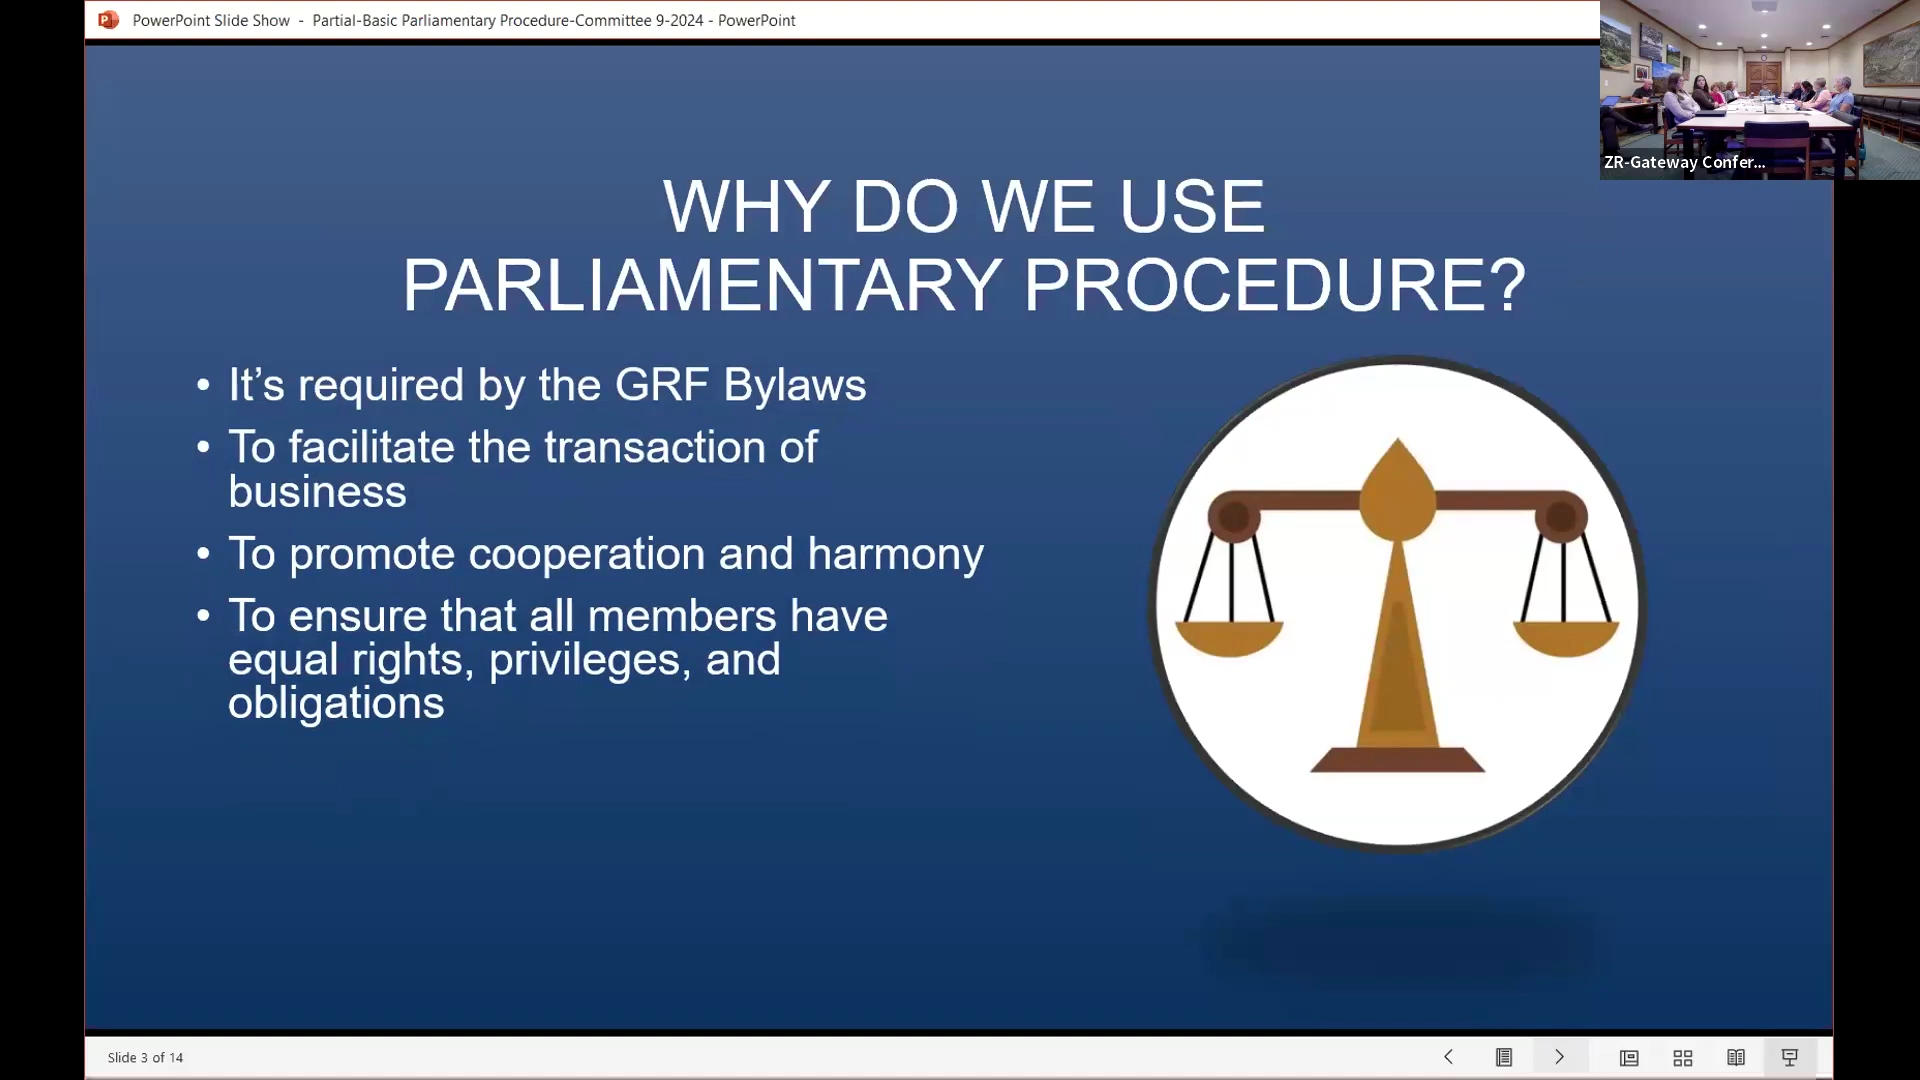 PowerPoint Slide Show - Partial-Basic Parliamentary Procedure-Committee 9-2024 - PowerPoint
ZR-Gateway Confer...
WHY DO WE USE
PARLIAMENTARY PROCEDURE?
• It’s required by the GRF Bylaws
• To facilitate the transaction of
business
• To promote cooperation and harmony
• To ensure that all members have
equal rights, privileges, and
obligations
Slide 3 of 14